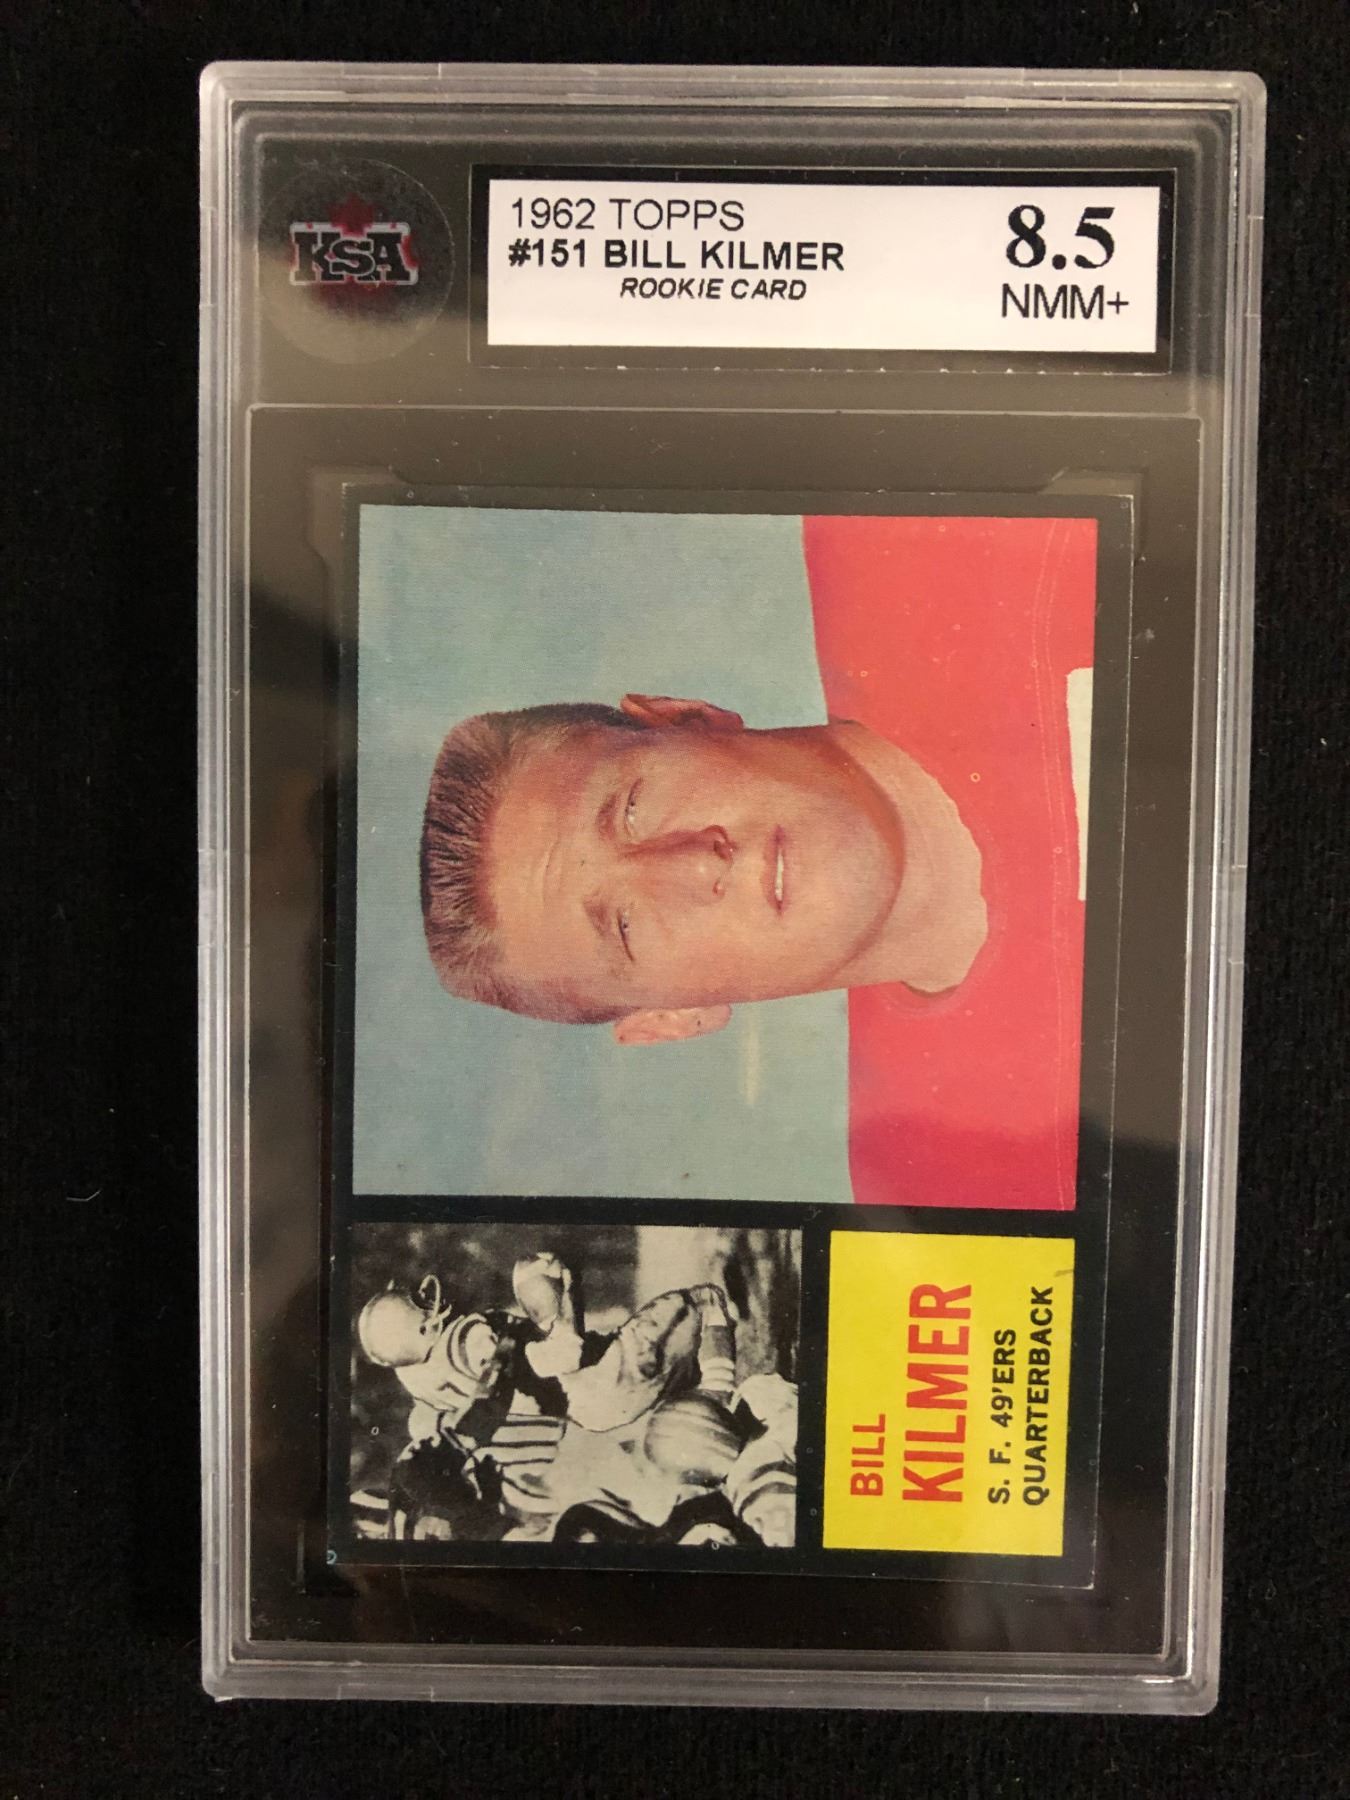 KSA
1962 TOPPS
#151 BILL KILMER
ROOKIE CARD
8.5
NMM+
BILL
KILMER
S. F. 49'ERS
QUARTERBACK